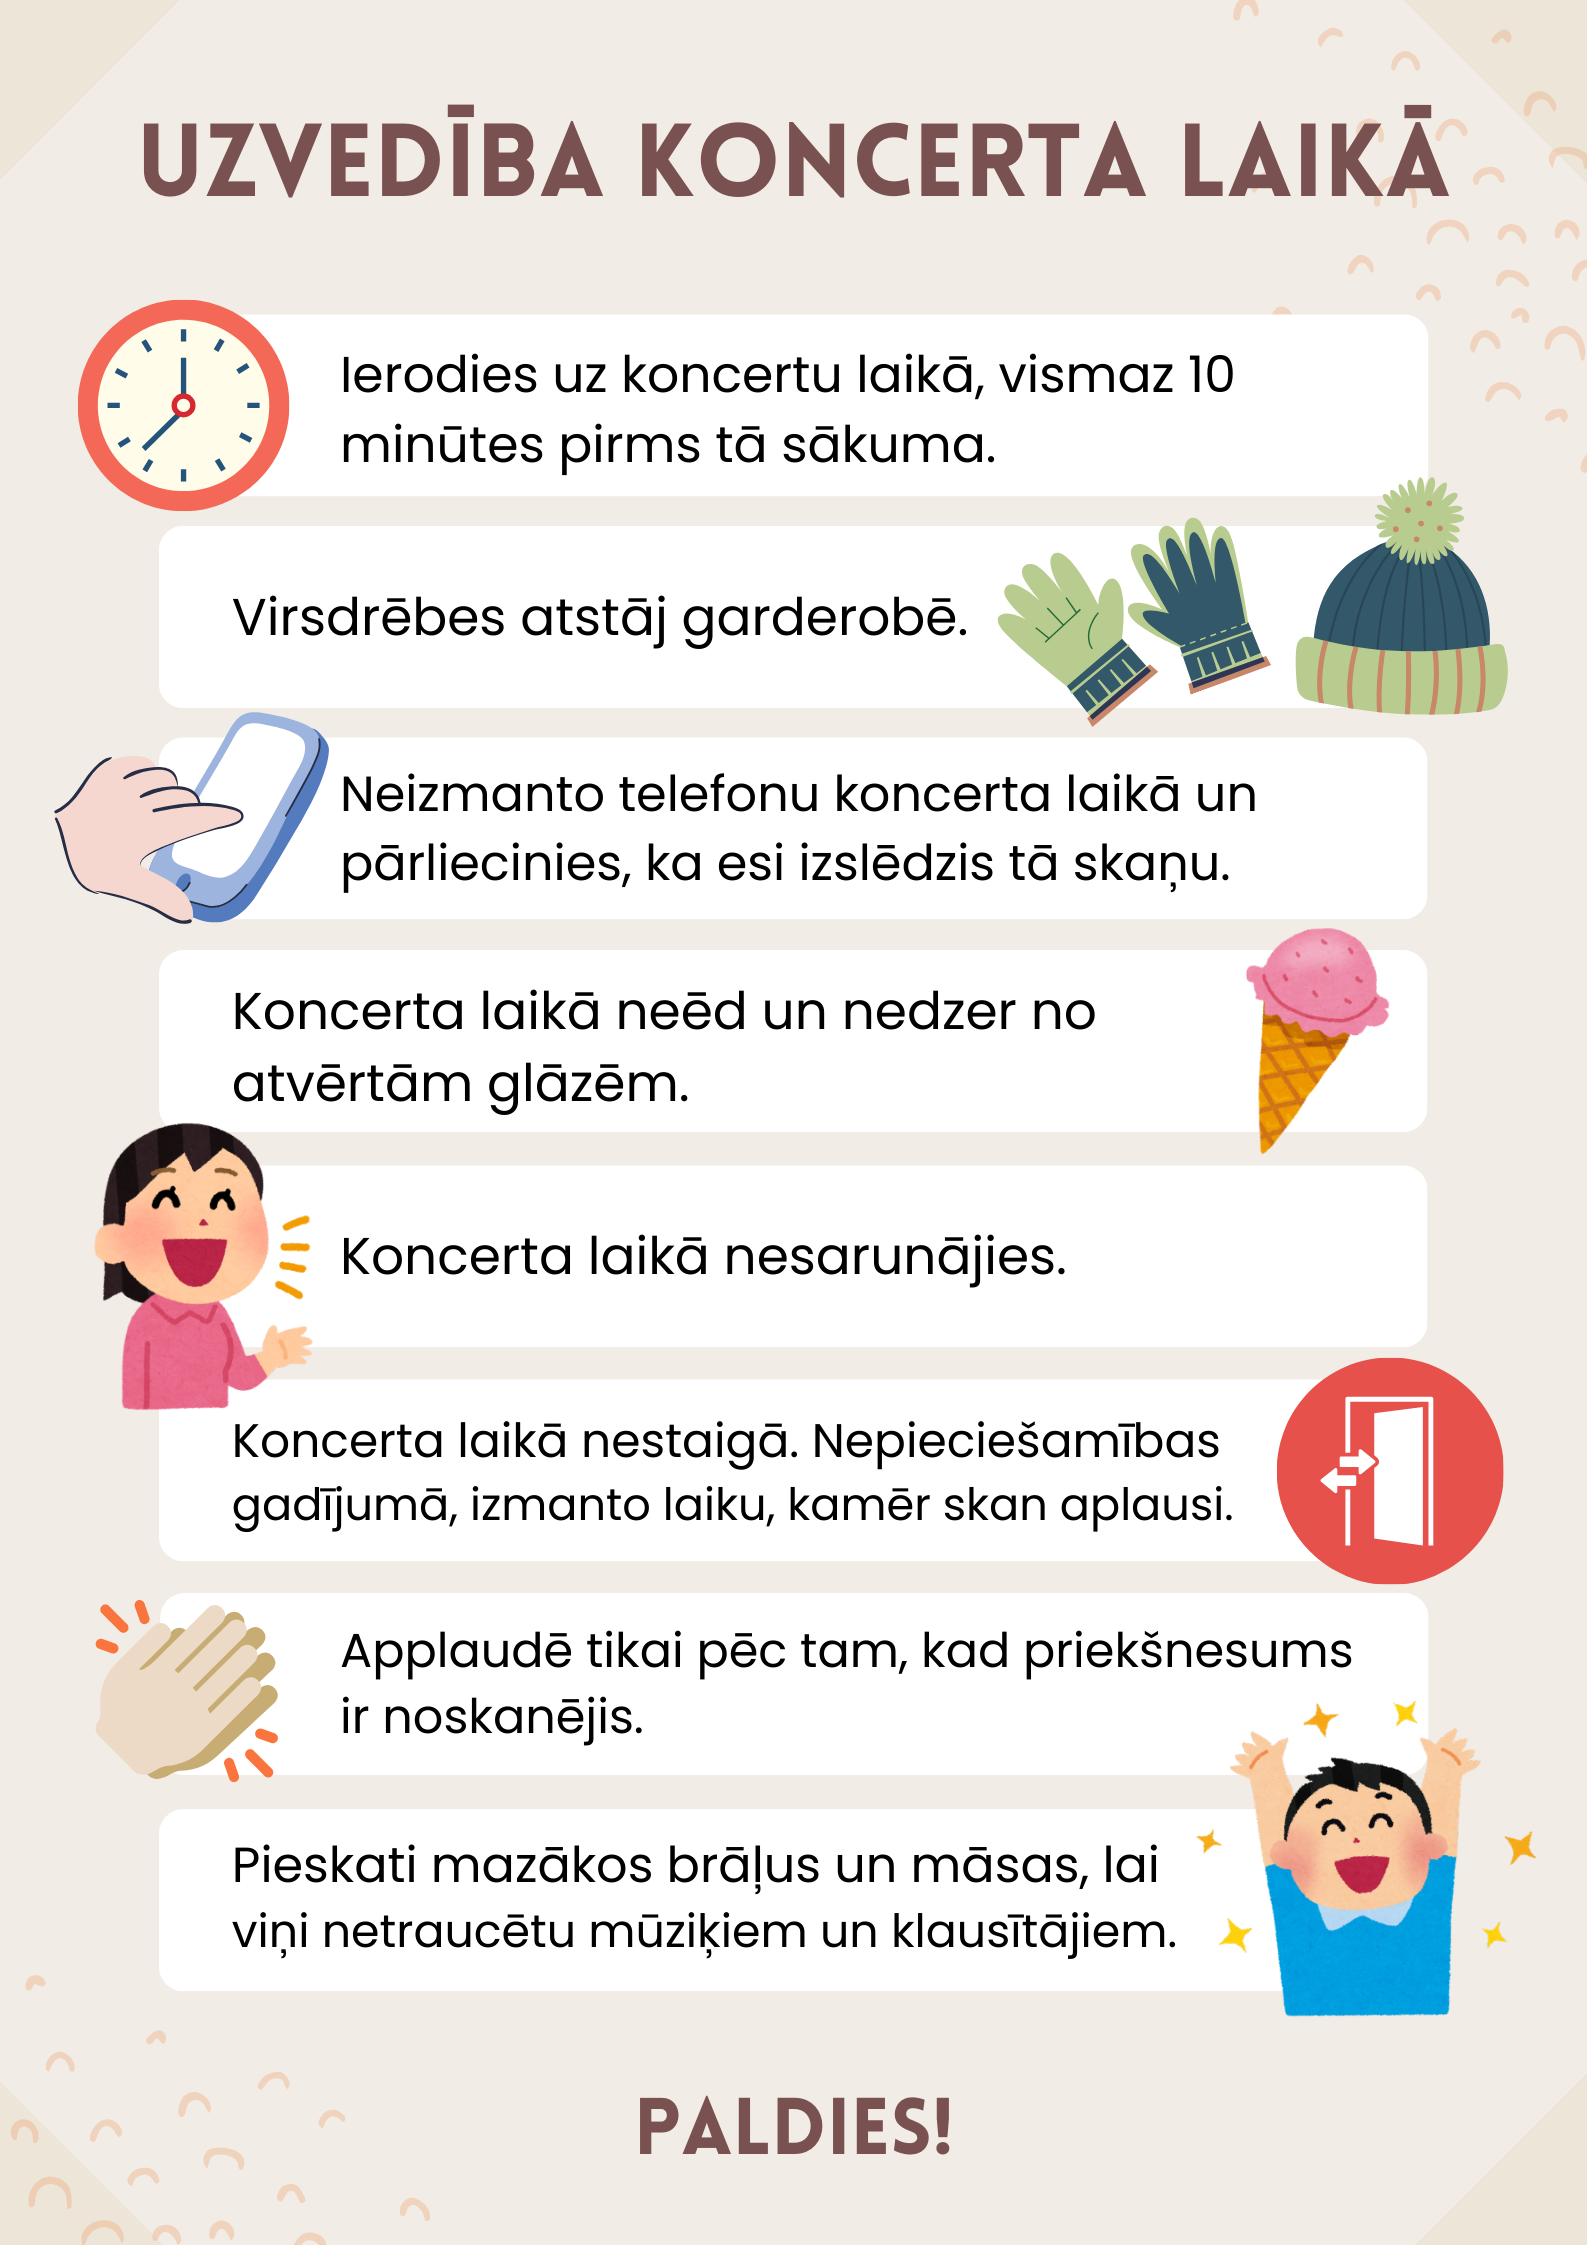 UZVEDĪBA KONCERTA LAIKĀ
Ierodies uz koncertu laikā, vismaz 10
minūtes pirms tā sākuma.
Virsdrēbes atstāj garderobē.
Neizmanto telefonu koncerta laikā un
pārliecinies, ka esi izslēdzis tā skaņu.
Koncerta laikā neēd un nedzer no
atvērtām glāzēm.
Koncerta laikā nesarunājies.
Koncerta laikā nestaigā. Nepieciešamības
gadījumā, izmanto laiku, kamēr skan aplausi.
Applaudē tikai pēc tam, kad priekšnesums
ir noskanējis.
Pieskati mazākos brāļus un māsas, lai
viņi netraucētu mūziķiem un klausītājiem.
PALDIES!